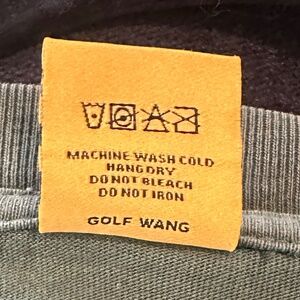 MACHINE WASH COLD
HANG DRY
DO NOT BLEACH
DO NOT IRON
GOLF WANG